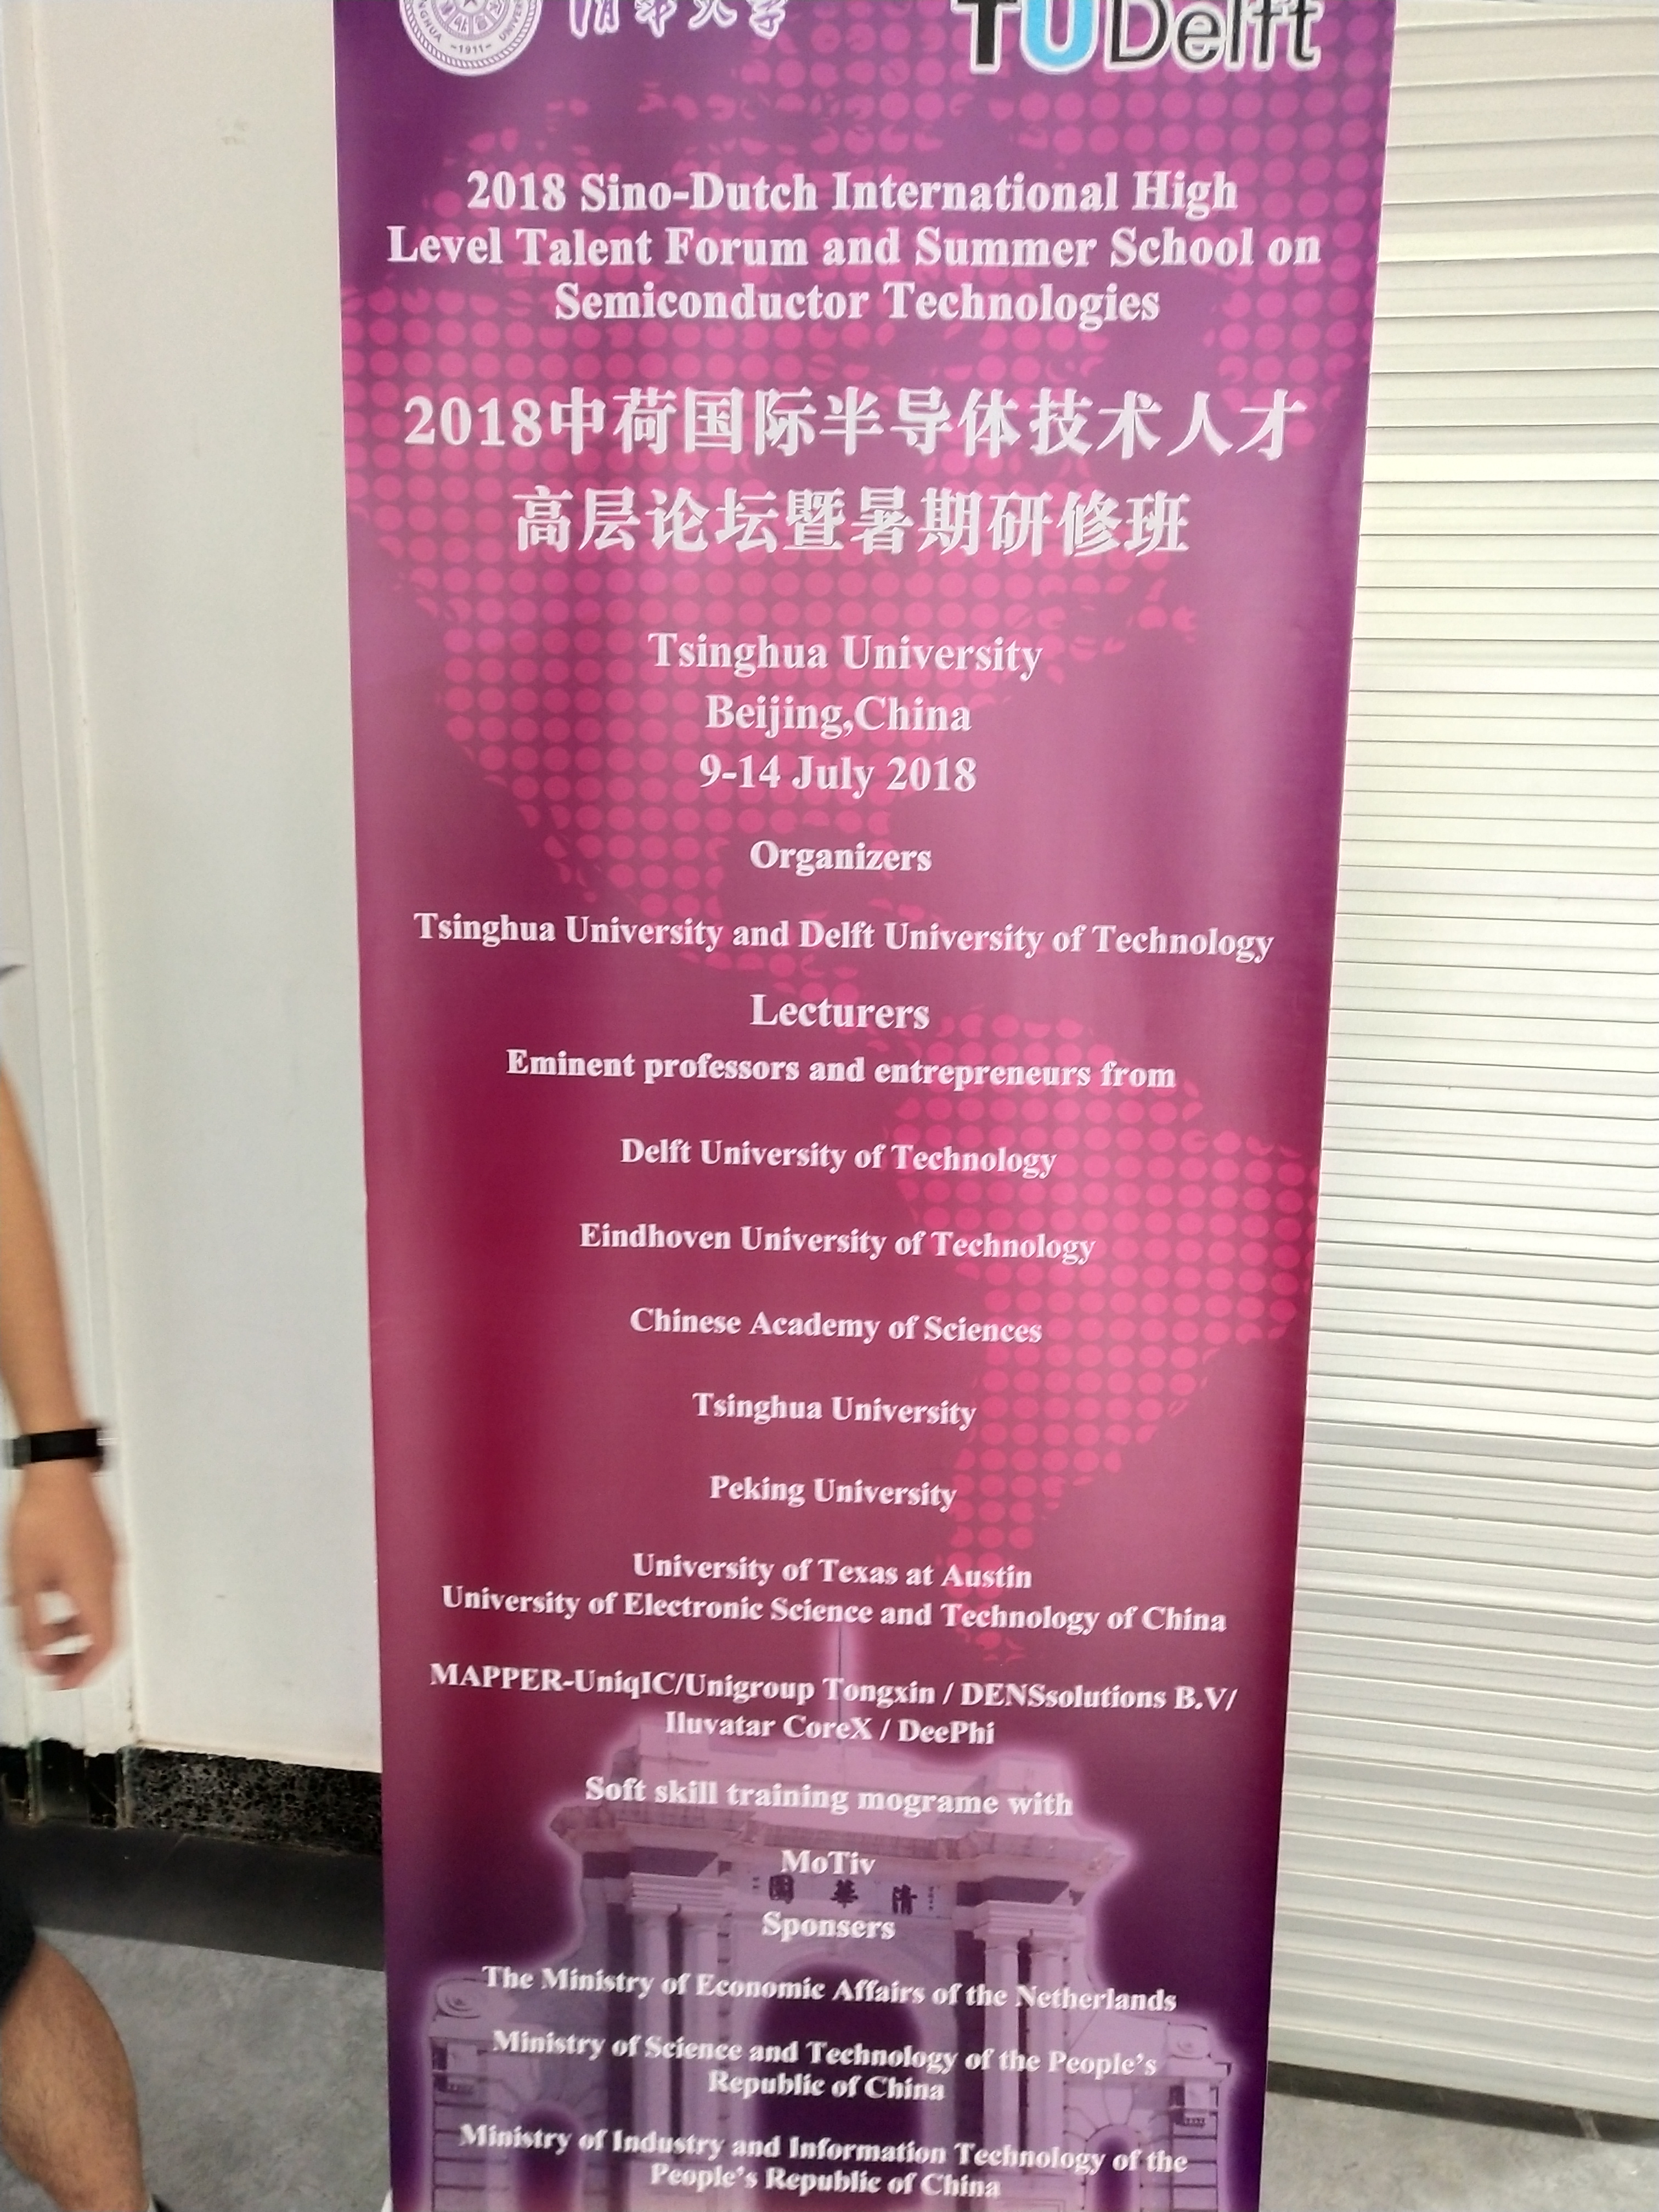 清华大学
TUDelft
–1911–
2018 Sino-Dutch International High
Level Talent Forum and Summer School on
Semiconductor Technologies
2018中荷国际半导体技术人才
高层论坛暨暑期研修班
Tsinghua University
Beijing,China
9-14 July 2018
Organizers
Tsinghua University and Delft University of Technology
Lecturers
Eminent professors and entrepreneurs from
Delft University of Technology
Eindhoven University of Technology
Chinese Academy of Sciences
Tsinghua University
Peking University
University of Texas at Austin
University of Electronic Science and Technology of China
MAPPER-UniqIC/Unigroup Tongxin / DENSsolutions B.V/
Iluvatar CoreX / DeePhi
Soft skill training mograme with
MoTiv
園 華 清
Sponsers
The Ministry of Economic Affairs of the Netherlands
Ministry of Science and Technology of the People's
Republic of China
Ministry of Industry and Information Technology of the
People's Republic of China